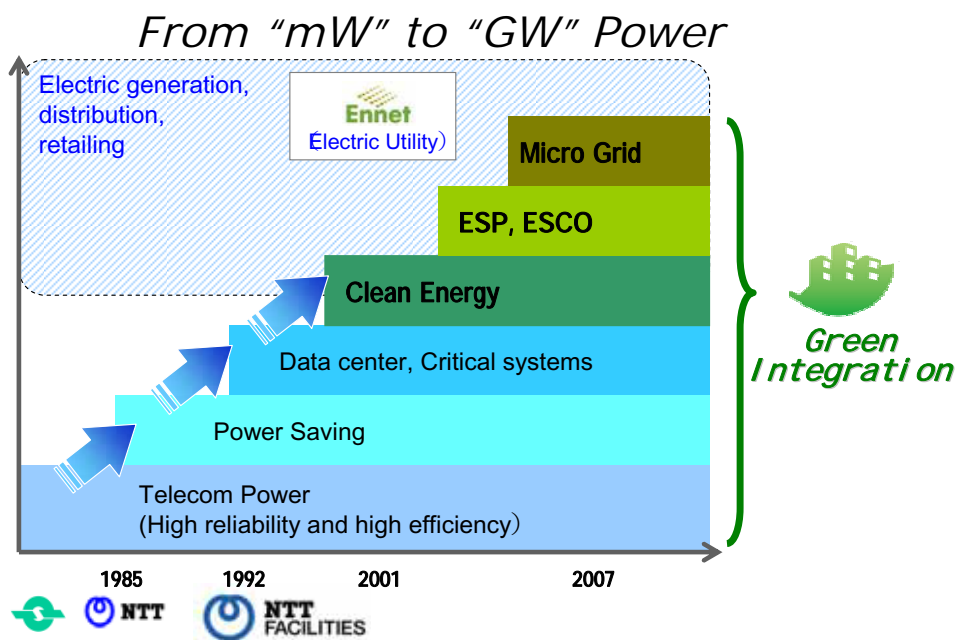 From “mW” to “GW” Power
Electric generation,
distribution,
retailing
Ennet
（Electric Utility）
Micro Grid
ESP, ESCO
Clean Energy
Data center, Critical systems
Power Saving
Telecom Power
(High reliability and high efficiency）
Green
Integration
1985
1992
2001
2007
NTT
NTT
FACILITIES